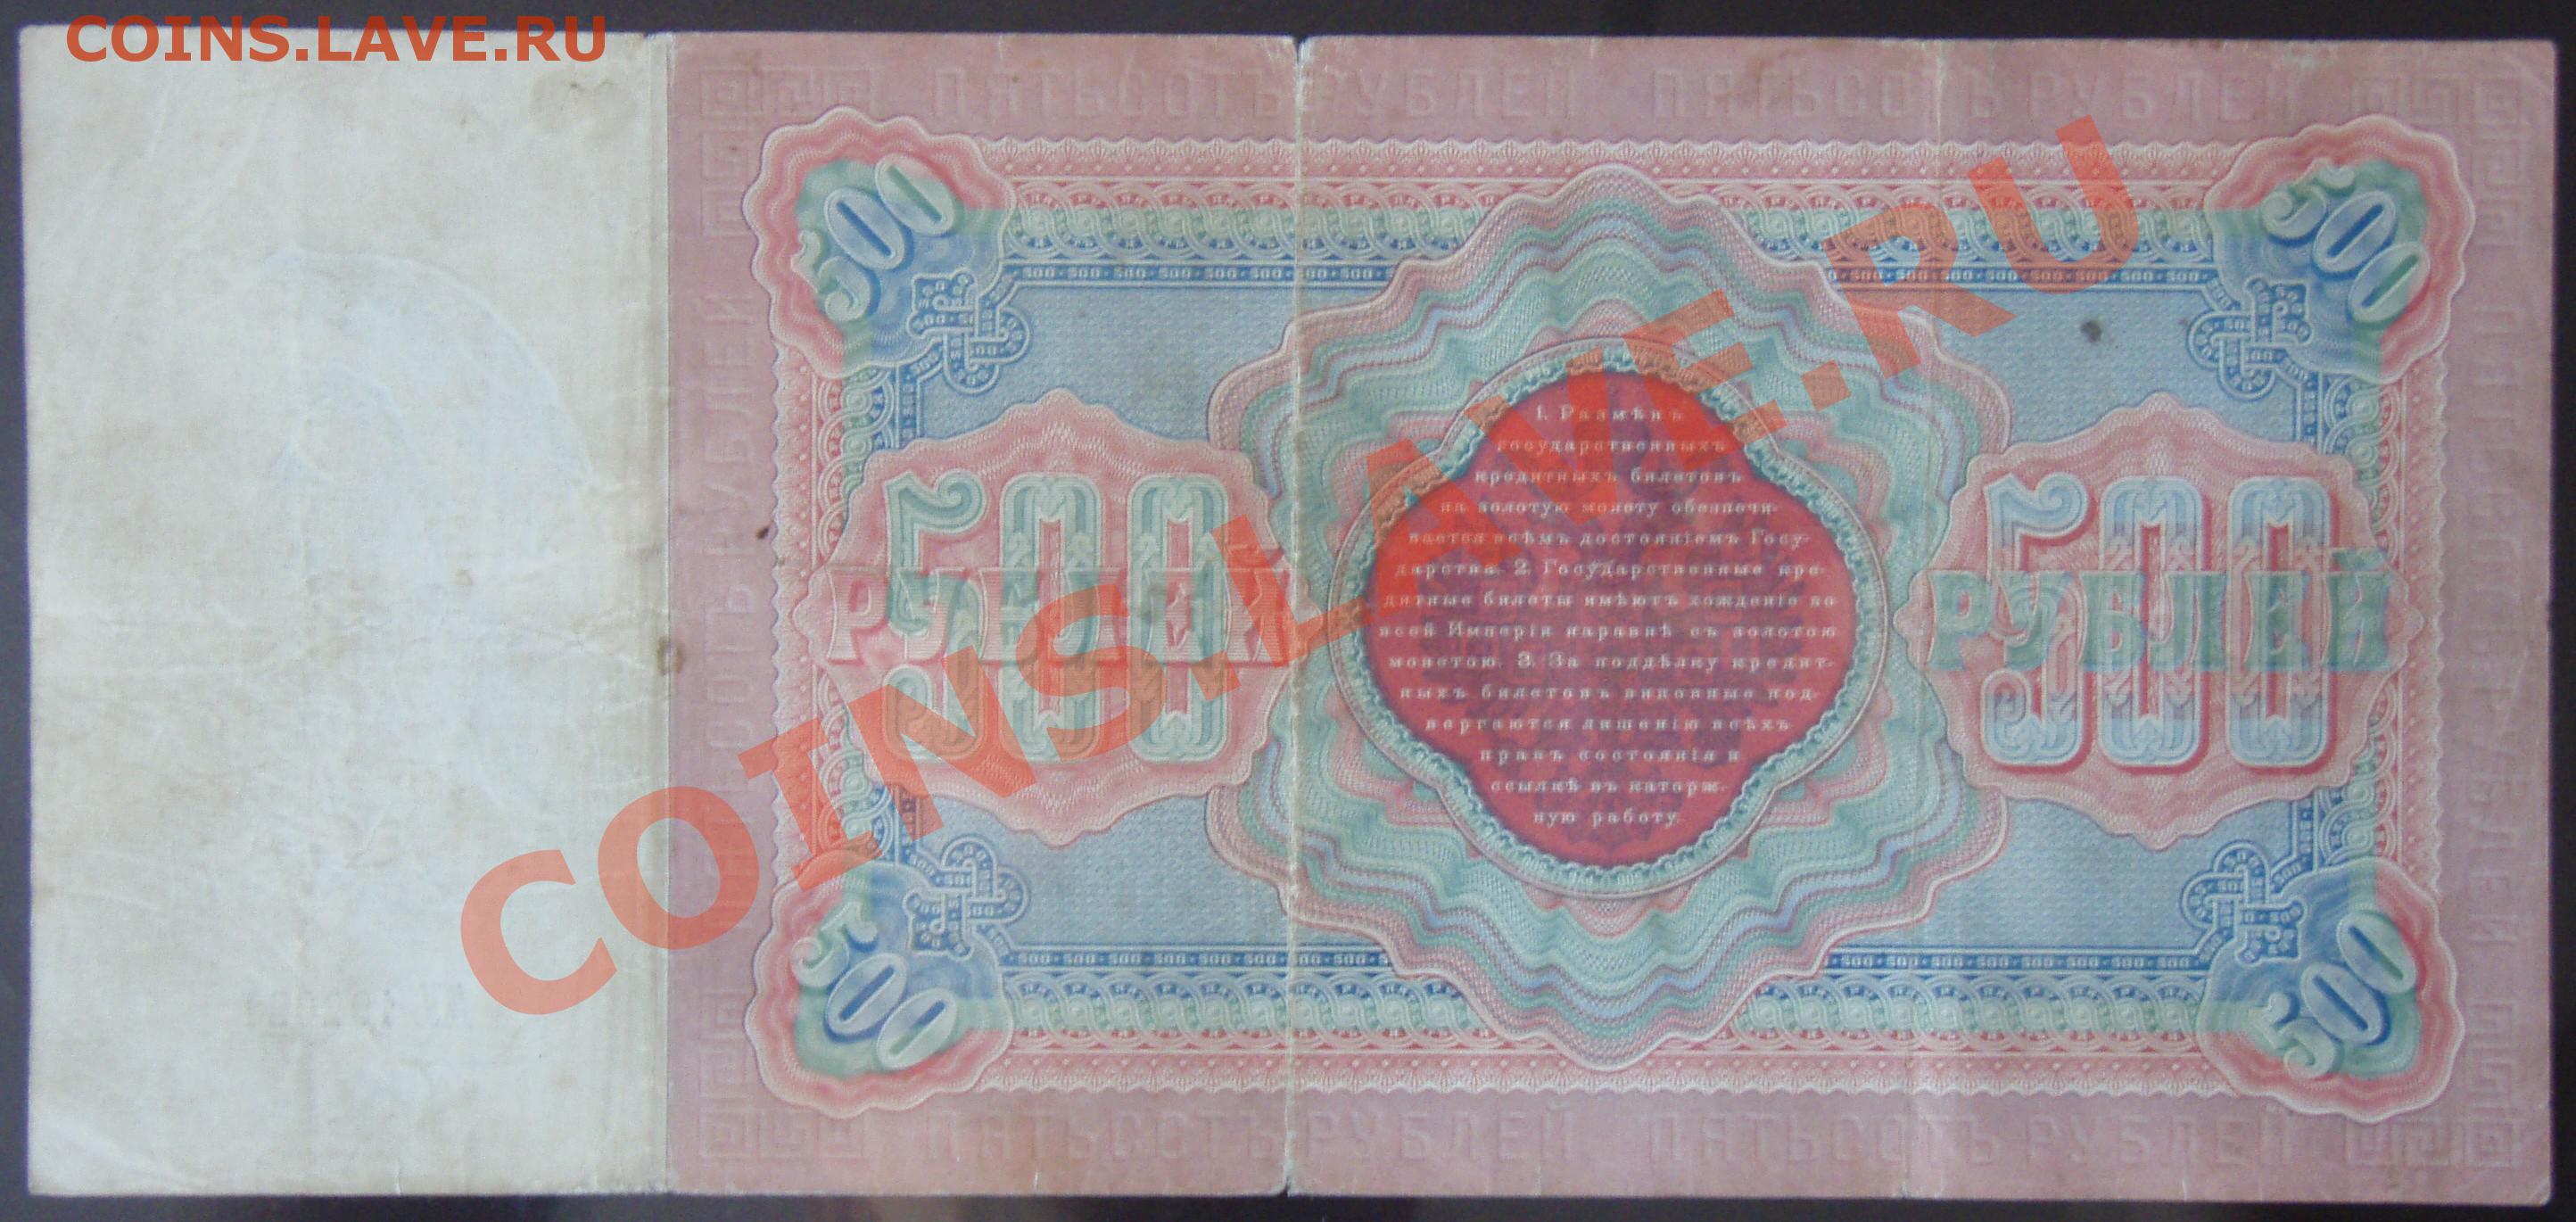 COINS.LAVE.RU
ПЯТЬСОТЪ РУБЛЕЙ ПЯТЬСОТЪ РУБЛЕЙ
500
500
COINS.LAVE.RU
500
РУБЛЕЙ
1. Размѣнъ
государственныхъ
кредитныхъ билетовъ
на золотую монету обезпечи-
вается всѣмъ достояніемъ Госу-
дарства. 2. Государственные кре-
дитные билеты имѣютъ хожденіе во
всей Имперіи наравнѣ съ золотою
монетою. 3. За поддѣлку кредит-
ныхъ билетовъ виновные под-
вергаются лишенію всѣхъ
правъ состоянія и
ссылкѣ въ каторж-
ную работу.
500
РУБЛЕЙ
500
500
ПЯТЬСОТЪ РУБЛЕЙ ПЯТЬСОТЪ РУБЛЕЙ